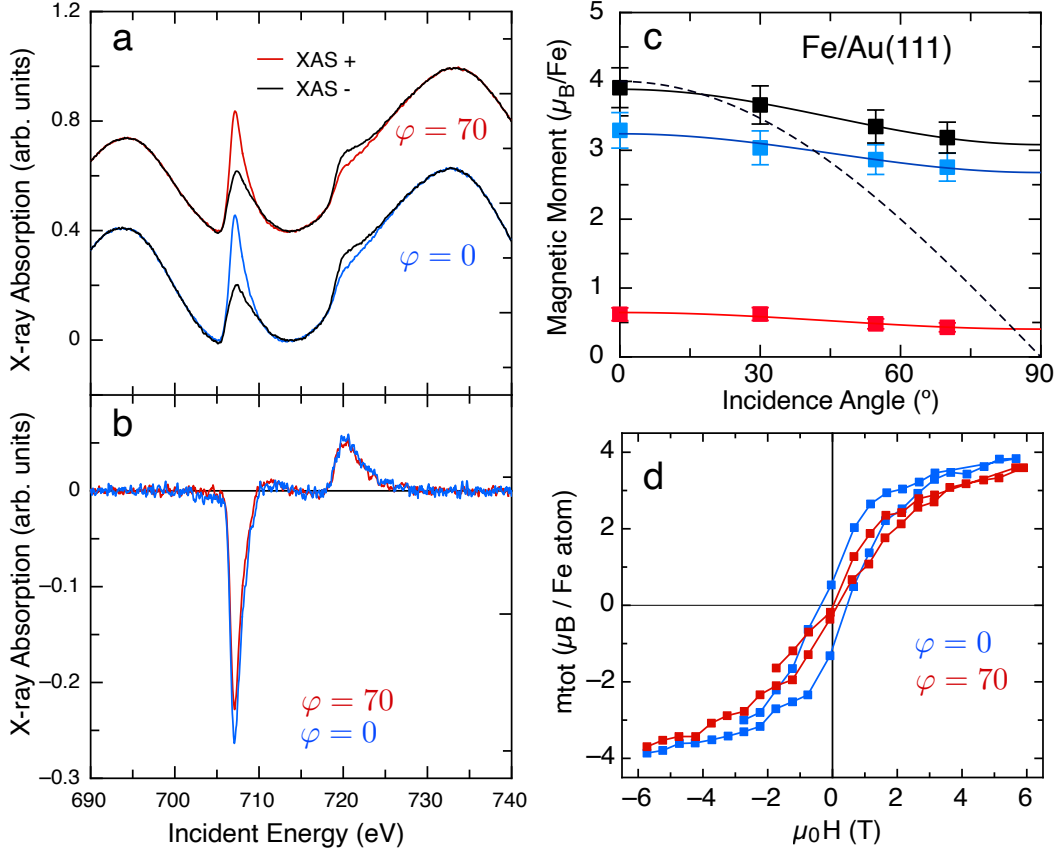 a
XAS +
XAS -
φ = 70
φ = 0
1.2
0.8
0.4
0
X-ray Absorption (arb. units)
b
0
−0.1
−0.2
−0.3
X-ray Absorption (arb. units)
φ = 70
φ = 0
690 700 710 720 730 740
Incident Energy (eV)
c
Fe/Au(111)
5
4
3
2
1
0
Magnetic Moment (μB/Fe)
0 30 60 90
Incidence Angle (º)
d
4
2
0
−2
−4
mtot (μB / Fe atom)
φ = 0
φ = 70
−6 −4 −2 0 2 4 6
μ0H (T)